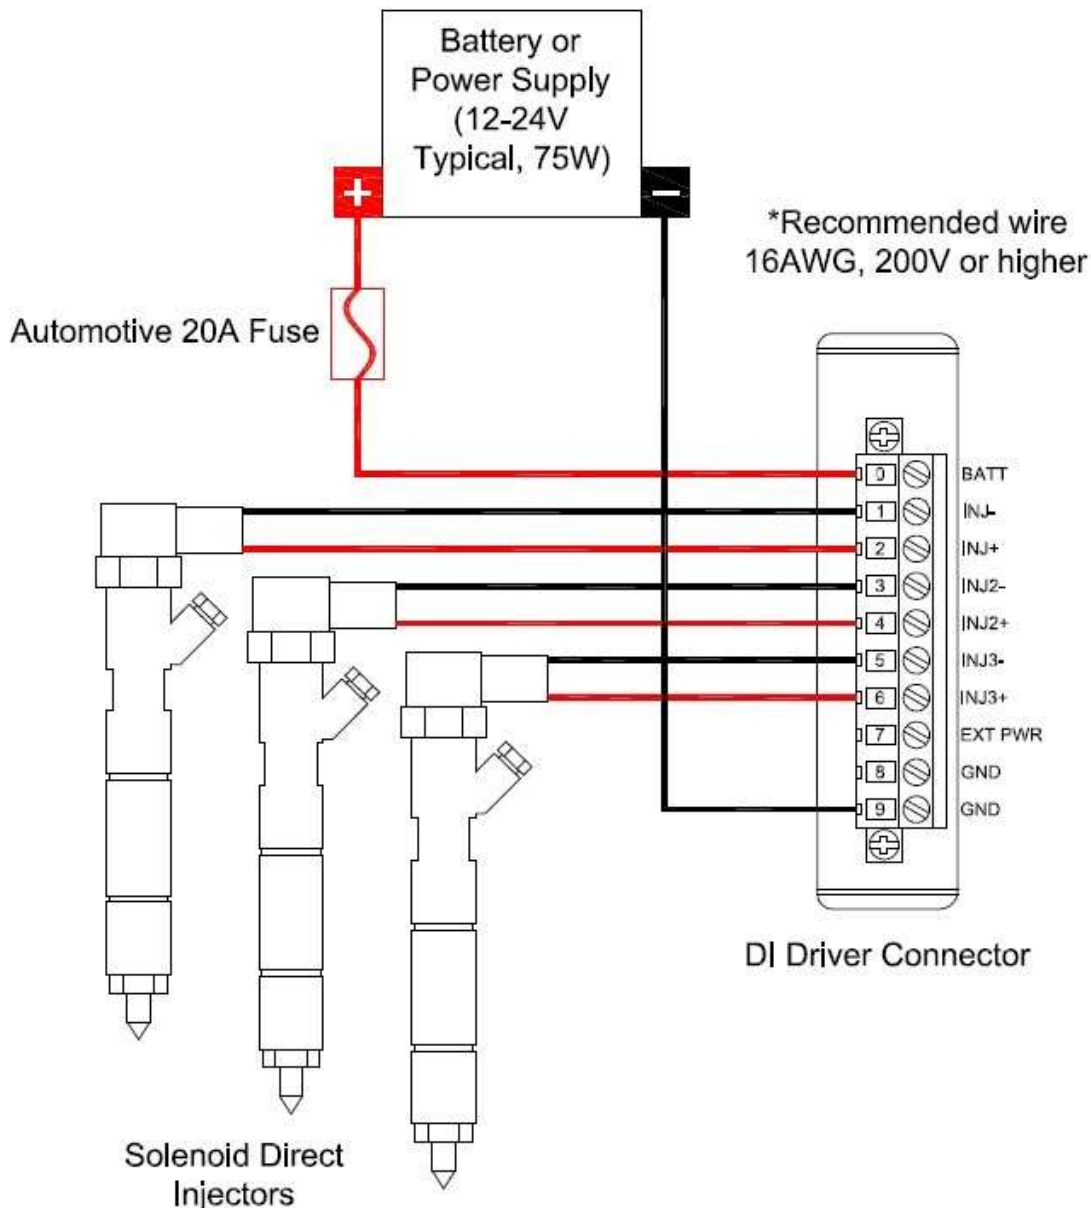 Battery or
Power Supply
(12-24V
Typical, 75W)
+
-
*Recommended wire
16AWG, 200V or higher
Automotive 20A Fuse
0 BATT
1 INJ-
2 INJ+
3 INJ2-
4 INJ2+
5 INJ3-
6 INJ3+
7 EXT PWR
8 GND
9 GND
DI Driver Connector
Solenoid Direct
Injectors